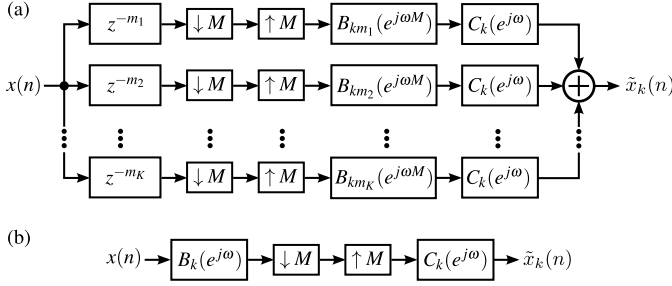 (a)
z^{-m_1} ↓M ↑M B_{km_1}(e^{jωM}) C_k(e^{jω})
x(n) z^{-m_2} ↓M ↑M B_{km_2}(e^{jωM}) C_k(e^{jω}) + x̃_k(n)
z^{-m_K} ↓M ↑M B_{km_K}(e^{jωM}) C_k(e^{jω})
(b)
x(n) B_k(e^{jω}) ↓M ↑M C_k(e^{jω}) x̃_k(n)